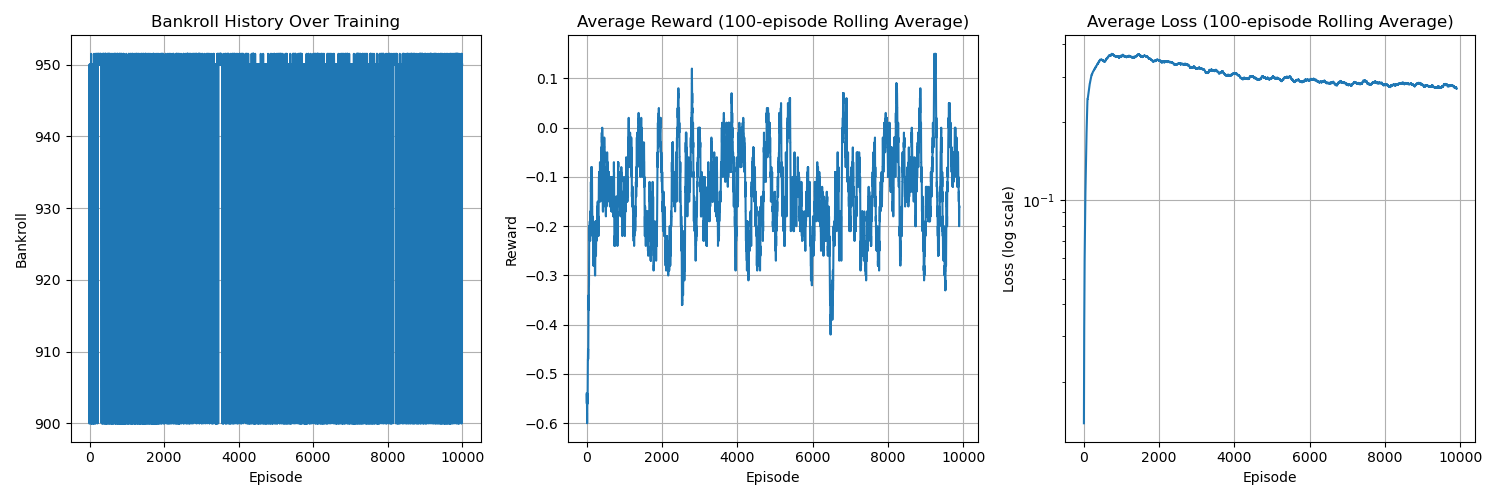 Bankroll History Over Training
Bankroll
950
940
930
920
910
900
0 2000 4000 6000 8000 10000
Episode
Average Reward (100-episode Rolling Average)
Reward
0.1
0.0
−0.1
−0.2
−0.3
−0.4
−0.5
−0.6
0 2000 4000 6000 8000 10000
Episode
Average Loss (100-episode Rolling Average)
Loss (log scale)
10⁻¹
0 2000 4000 6000 8000 10000
Episode